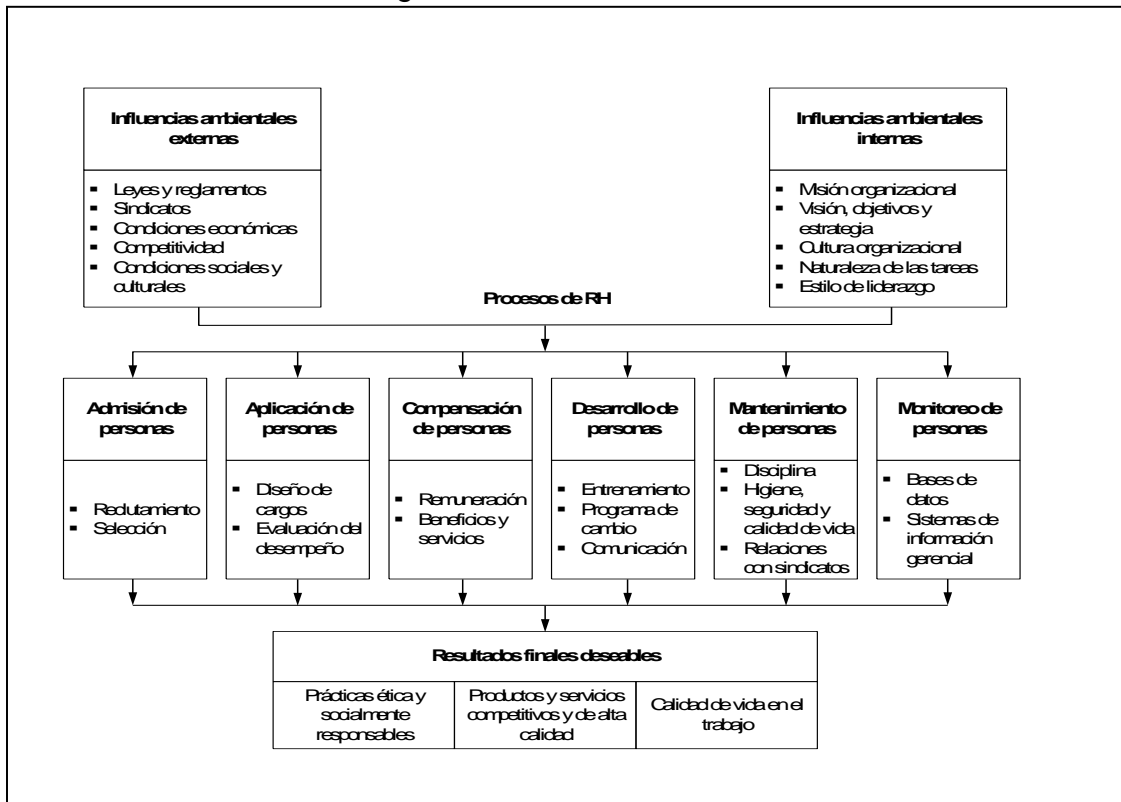 Influencias ambientales
externas
▪ Leyes y reglamentos
▪ Sindicatos
▪ Condiciones económicas
▪ Competitividad
▪ Condiciones sociales y
culturales
Influencias ambientales
internas
▪ Misión organizacional
▪ Visión, objetivos y
estrategia
▪ Cultura organizacional
▪ Naturaleza de las tareas
▪ Estilo de liderazgo
Procesos de RH
Admisión de
personas
▪ Reclutamiento
▪ Selección
Aplicación de
personas
▪ Diseño de
cargos
▪ Evaluación del
desempeño
Compensación
de personas
▪ Remuneración
▪ Beneficios y
servicios
Desarrollo de
personas
▪ Entrenamiento
▪ Programa de
cambio
▪ Comunicación
Mantenimiento
de personas
▪ Disciplina
▪ Higiene,
seguridad y
calidad de vida
▪ Relaciones
con sindicatos
Monitoreo de
personas
▪ Bases de
datos
▪ Sistemas de
información
gerencial
Resultados finales deseables
Prácticas ética y
socialmente
responsables
Productos y servicios
competitivos y de alta
calidad
Calidad de vida en el
trabajo